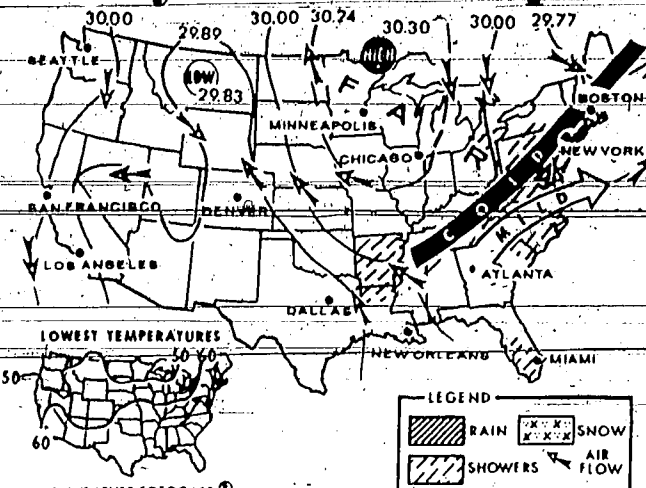 30.00 30.00 30.24 30.30 30.00 29.77
29.89
SEATTLE
LOW
29.83
HIGH
FAIR
BOSTON
MINNEAPOLIS
CHICAGO
NEW YORK
COLD
MILD
SAN FRANCISCO
DENVER
LOS ANGELES
ATLANTA
DALLAS
NEW ORLEANS
MIAMI
LOWEST TEMPERATURES
50 60
50
60
LEGEND
RAIN
SNOW
SHOWERS
AIR
FLOW